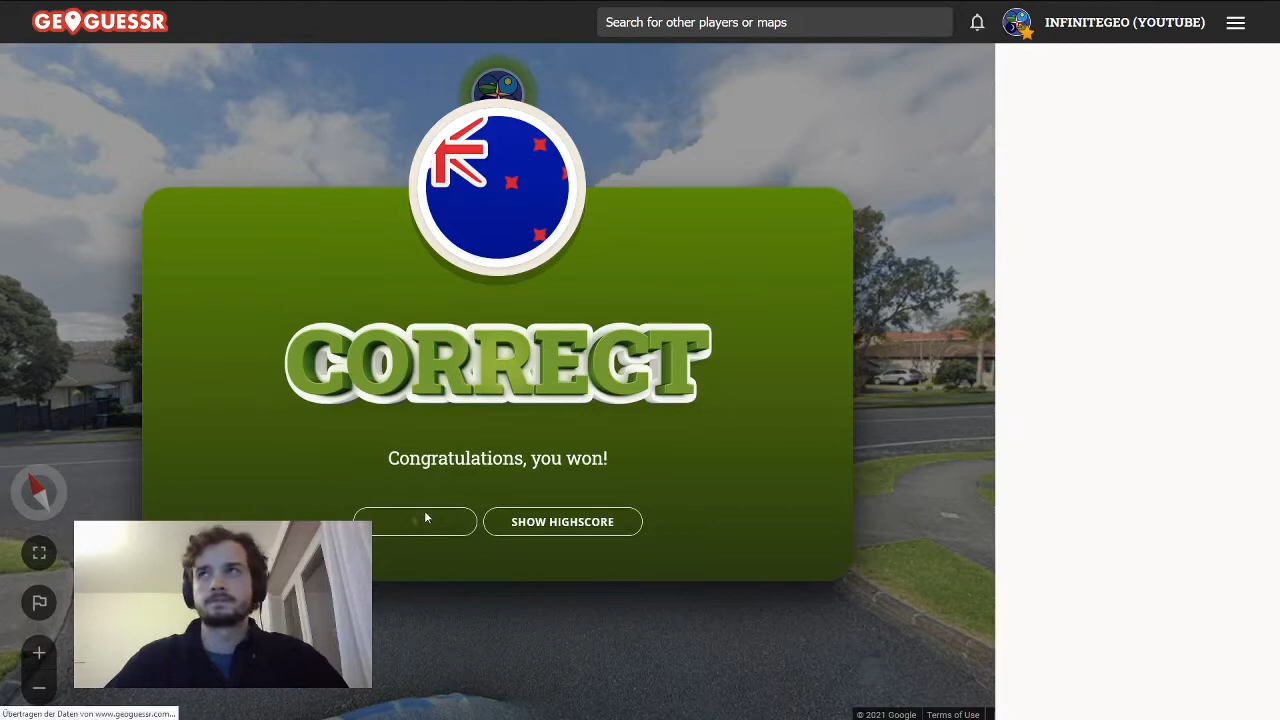 GEOGUESSR
Search for other players or maps
INFINITEGEO (YOUTUBE)
CORRECT
Congratulations, you won!
SHOW HIGHSCORE
Übertragen der Daten von www.geoguessr.com...
© 2021 Google
Terms of Use